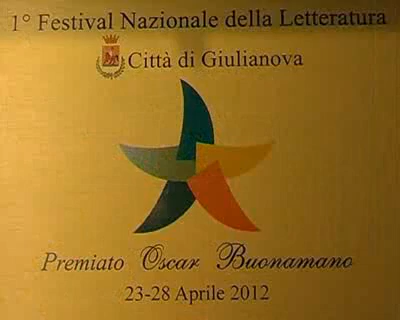 1° Festival Nazionale della Letteratura
Città di Giulianova
Premiato Oscar Buonamano
23-28 Aprile 2012